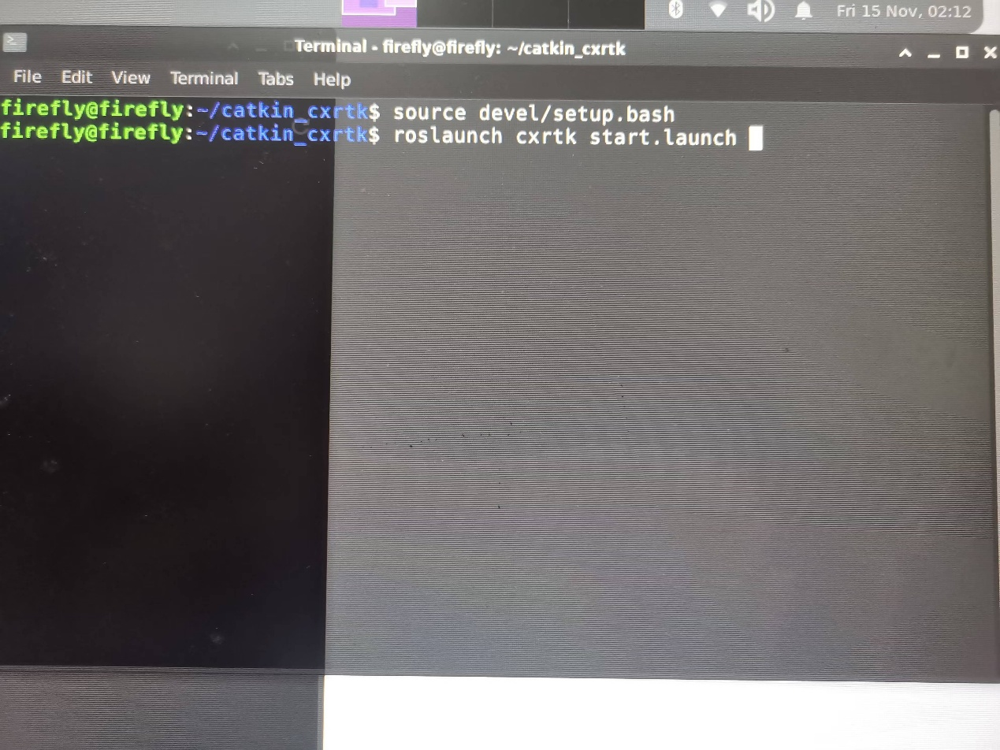 Fri 15 Nov, 02:12
Terminal - firefly@firefly: ~/catkin_cxrtk
File Edit View Terminal Tabs Help
firefly@firefly:~/catkin_cxrtk$ source devel/setup.bash
firefly@firefly:~/catkin_cxrtk$ roslaunch cxrtk start.launch